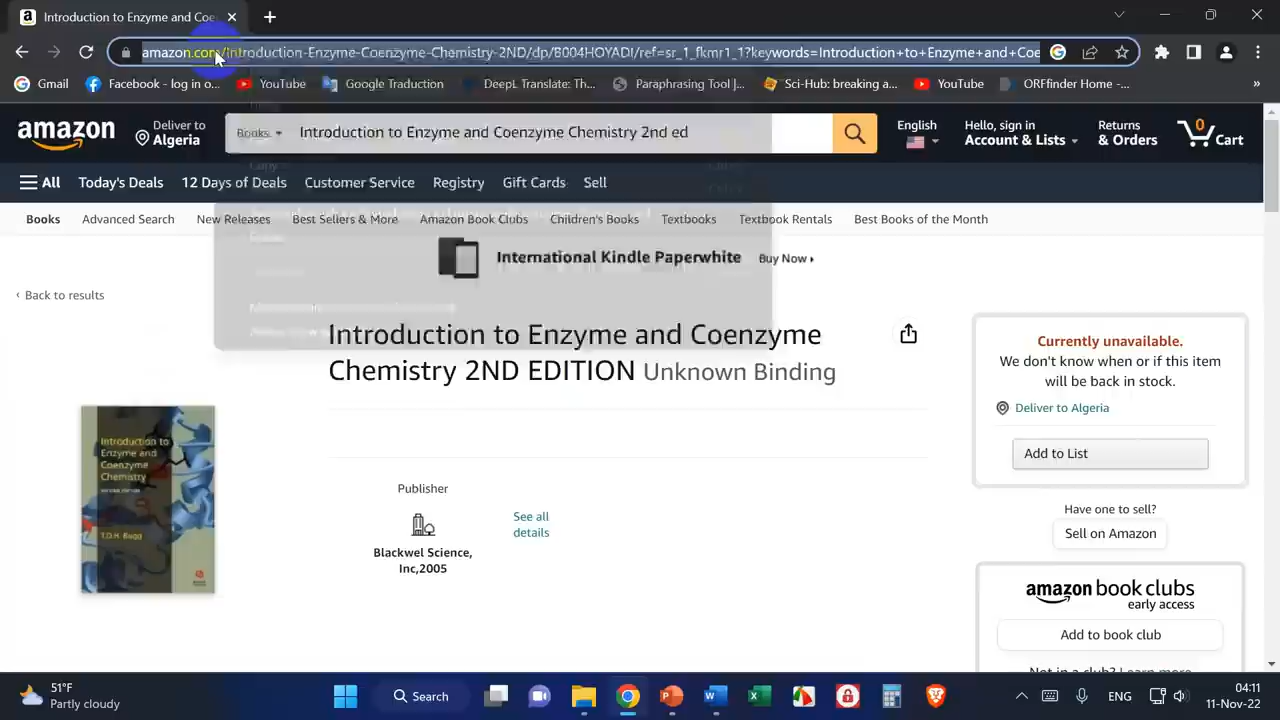 Introduction to Enzyme and Co
amazon.com/Introduction-Enzyme-Coenzyme-Chemistry-2ND/dp/B004HOYADI/ref=sr_1_fkmr1_1?keywords=Introduction+to+Enzyme+and+Coe
Gmail
Facebook - log in o...
YouTube
Google Traduction
DeepL Translate: Th...
Paraphrasing Tool |...
Sci-Hub: breaking a...
YouTube
ORFfinder Home -...
»
amazon
Deliver to
Algeria
Books
Introduction to Enzyme and Coenzyme Chemistry 2nd ed
English
Hello, sign in
Account & Lists
Returns
& Orders
0
Cart
All
Today's Deals
12 Days of Deals
Customer Service
Registry
Gift Cards
Sell
Books
Advanced Search
New Releases
Best Sellers & More
Amazon Book Clubs
Children's Books
Textbooks
Textbook Rentals
Best Books of the Month
International Kindle Paperwhite
Buy Now
‹ Back to results
Introduction to Enzyme and Coenzyme
Chemistry 2ND EDITION Unknown Binding
Currently unavailable.
We don't know when or if this item
will be back in stock.
Deliver to Algeria
Add to List
Introduction to
Enzyme and
Coenzyme
Chemistry
SECOND EDITION
T.D.H. Bugg
Publisher
Blackwel Science,
Inc,2005
See all
details
Have one to sell?
Sell on Amazon
amazon book clubs
early access
Add to book club
Not in a club? Learn more
51°F
Partly cloudy
Search
ENG
04:11
11-Nov-22